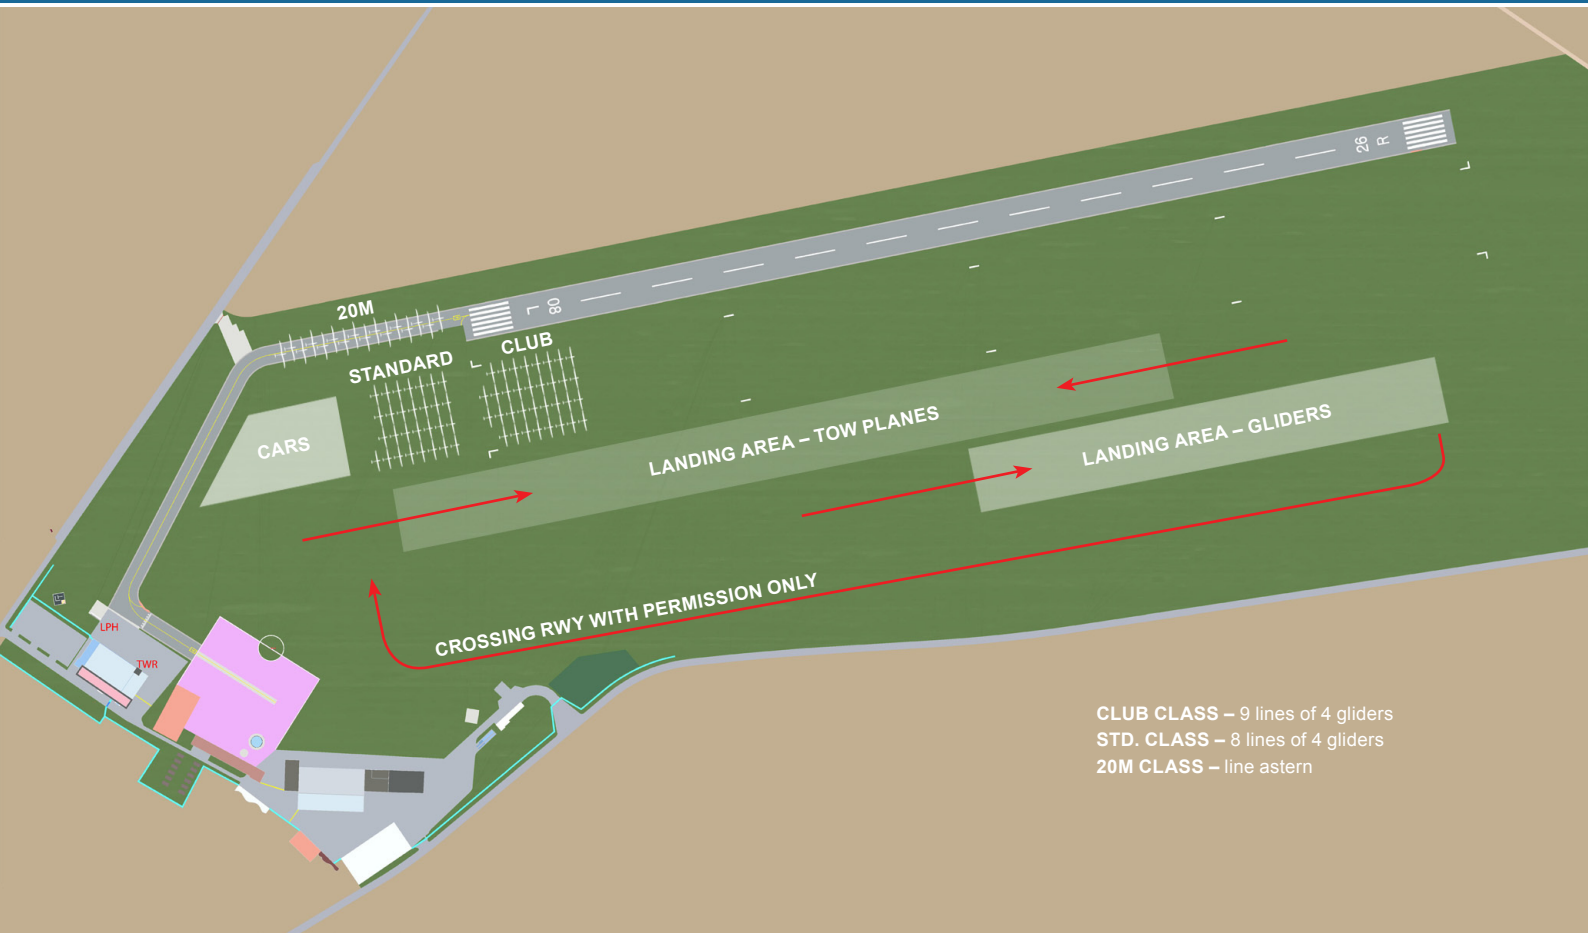 26
R
20M
L
08
CLUB
STANDARD
CARS
LANDING AREA – TOW PLANES
LANDING AREA – GLIDERS
CROSSING RWY WITH PERMISSION ONLY
LPH
TWR
CLUB CLASS – 9 lines of 4 gliders
STD. CLASS – 8 lines of 4 gliders
20M CLASS – line astern